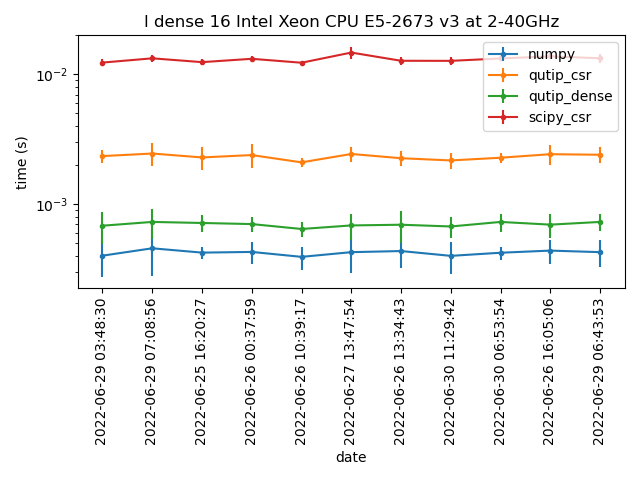 l dense 16 Intel Xeon CPU E5-2673 v3 at 2-40GHz
time (s)
10⁻²
10⁻³
numpy
qutip_csr
qutip_dense
scipy_csr
2022-06-29 03:48:30
2022-06-29 07:08:56
2022-06-25 16:20:27
2022-06-26 00:37:59
2022-06-26 10:39:17
2022-06-27 13:47:54
2022-06-26 13:34:43
2022-06-30 11:29:42
2022-06-30 06:53:54
2022-06-26 16:05:06
2022-06-29 06:43:53
date